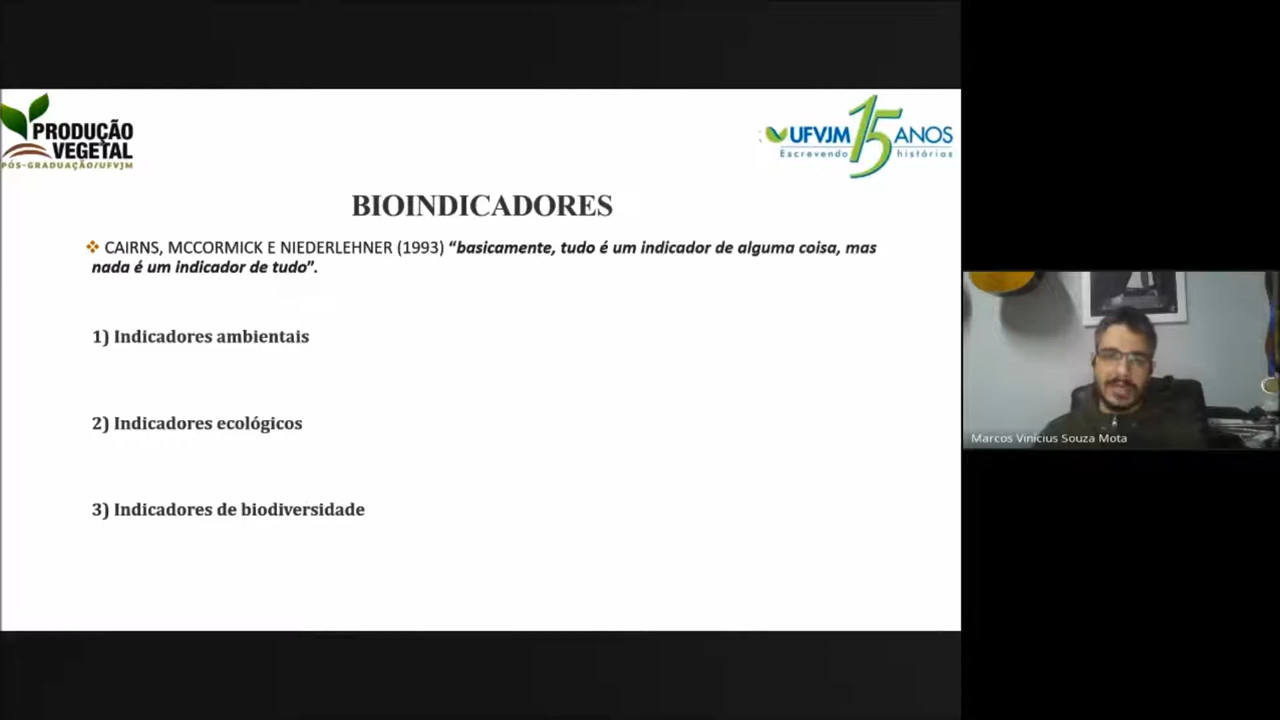 PRODUÇÃO
VEGETAL
PÓS-GRADUAÇÃO/UFVJM
UFVJM 15 ANOS
Escrevendo histórias
BIOINDICADORES
❖ CAIRNS, MCCORMICK E NIEDERLEHNER (1993) “basicamente, tudo é um indicador de alguma coisa, mas
nada é um indicador de tudo”.
1) Indicadores ambientais
2) Indicadores ecológicos
3) Indicadores de biodiversidade
Marcos Vinícius Souza Mota